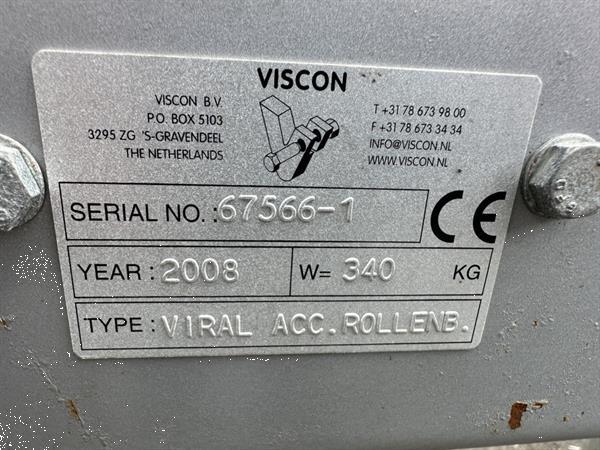 VISCON
VISCON B.V.
P.O. BOX 5103
3295 ZG 'S-GRAVENDEEL
THE NETHERLANDS
T +31 78 673 98 00
F +31 78 673 34 34
INFO@VISCON.NL
WWW.VISCON.NL
SERIAL NO. : 67566-1
CE
YEAR : 2008 W= 340 KG
TYPE : VIRAL ACC.ROLLENB.